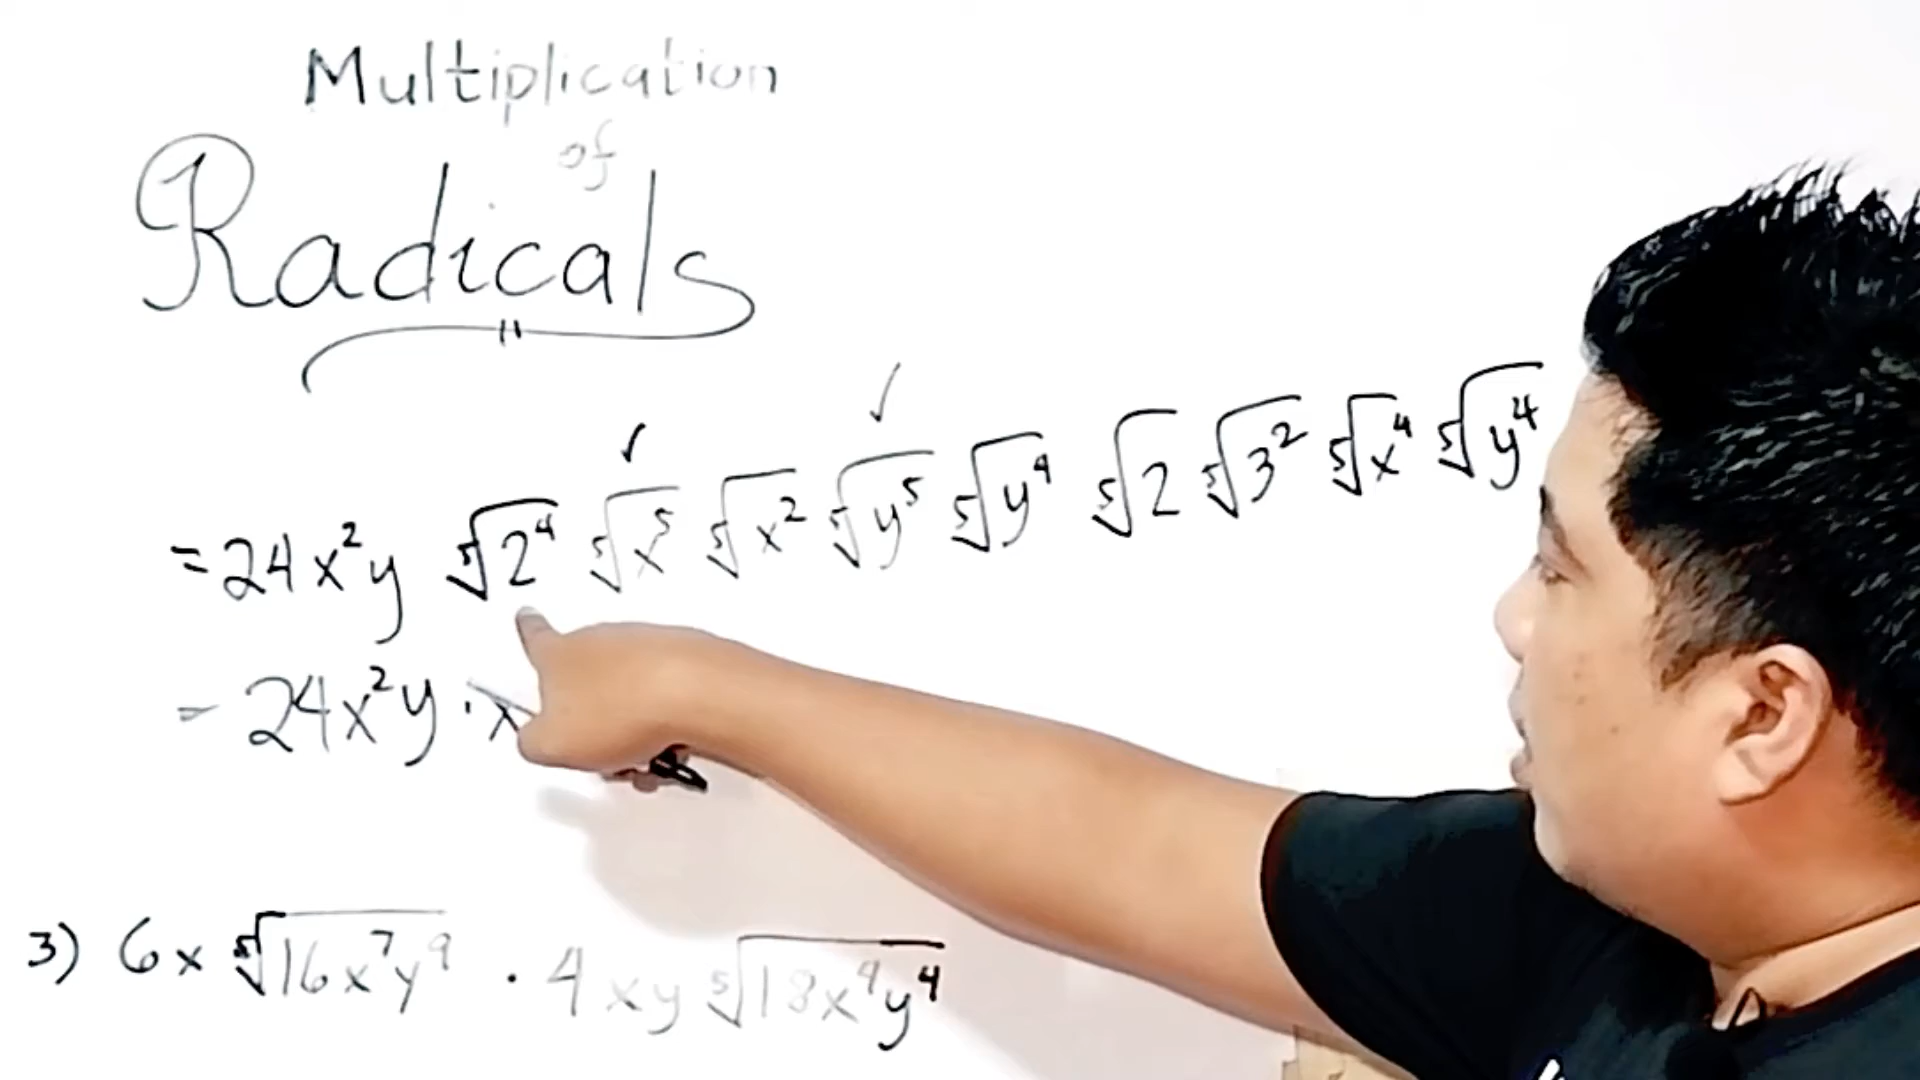 Multiplication
of
Radicals
= 24x²y ⁵√2⁴ ⁵√x⁵ ⁵√x² ⁵√y⁵ ⁵√y⁴ ⁵√2 ⁵√3² ⁵√x⁴ ⁵√y⁴
= 24x²y · x
3) 6x ⁵√16x⁷y⁹ · 4xy ⁵√18x⁴y⁴